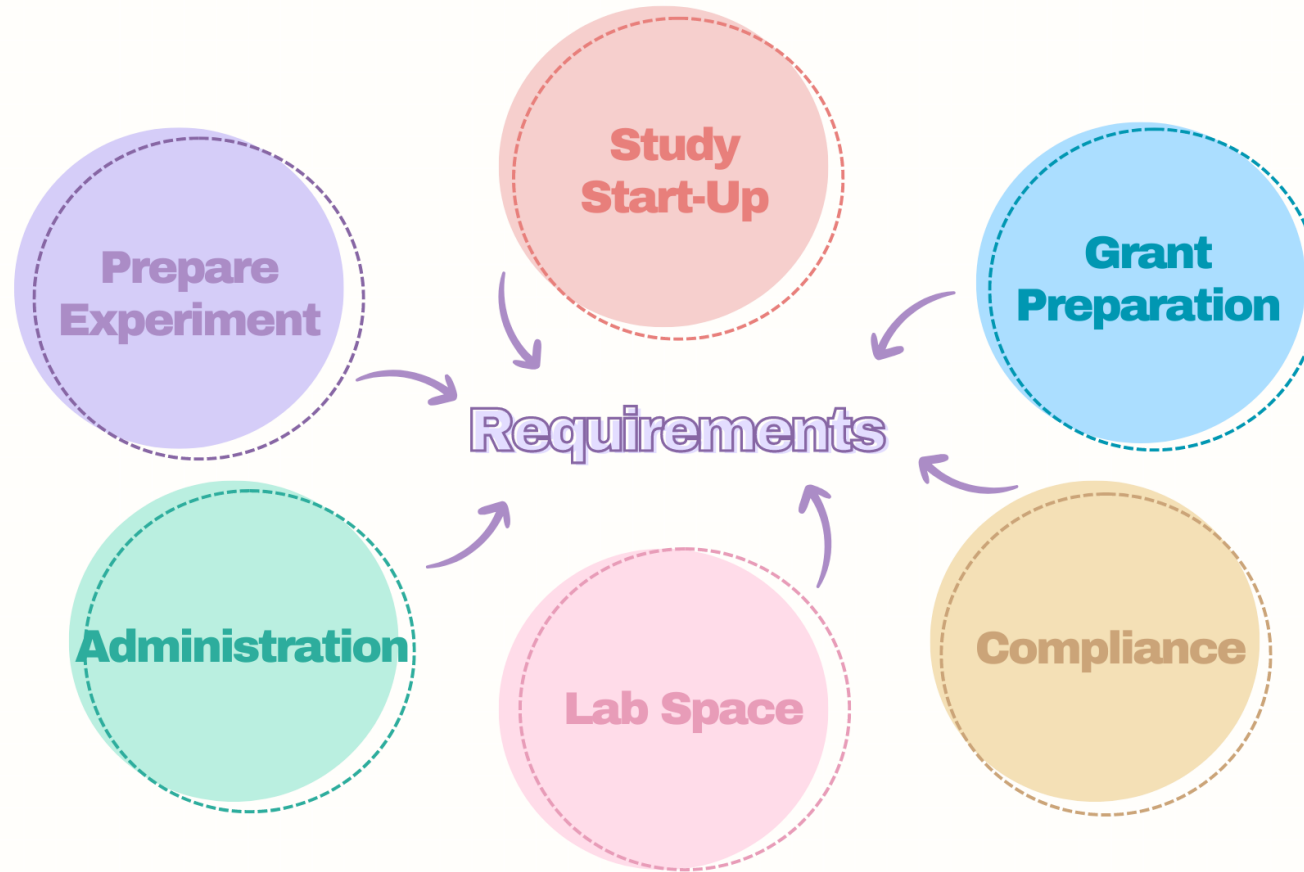 Study
Start-Up
Prepare
Experiment
Grant
Preparation
Requirements
Administration
Lab Space
Compliance